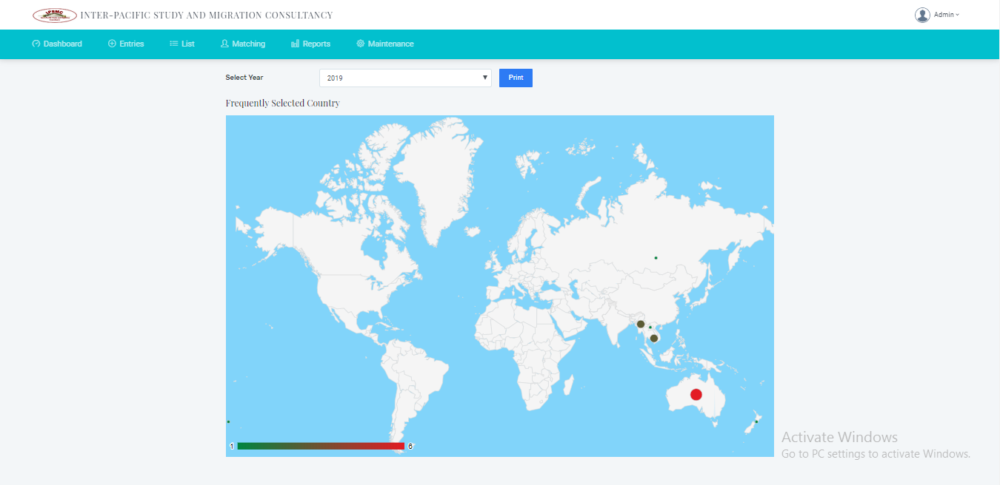 IPSMC
INTER-PACIFIC STUDY AND MIGRATION CONSULTANCY
Admin
Dashboard Entries List Matching Reports Maintenance
Select Year 2019 Print
Frequently Selected Country
1 6
Activate Windows
Go to PC settings to activate Windows.